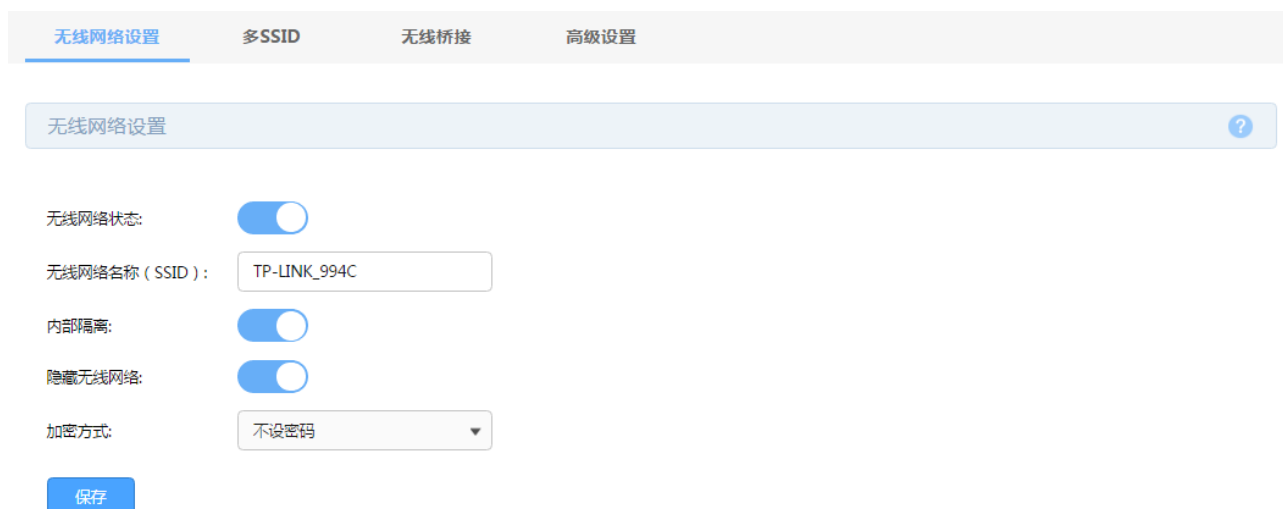 无线网络设置 多SSID 无线桥接 高级设置
无线网络设置 ?
无线网络状态:
无线网络名称（SSID）: TP-LINK_994C
内部隔离:
隐藏无线网络:
加密方式: 不设密码
保存